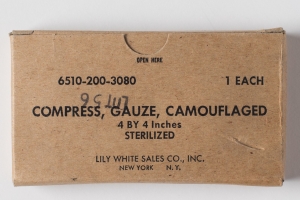 OPEN HERE
6510-200-3080 1 EACH
COMPRESS, GAUZE, CAMOUFLAGED
4 BY 4 Inches
STERILIZED
LILY WHITE SALES CO., INC.
NEW YORK N.Y.